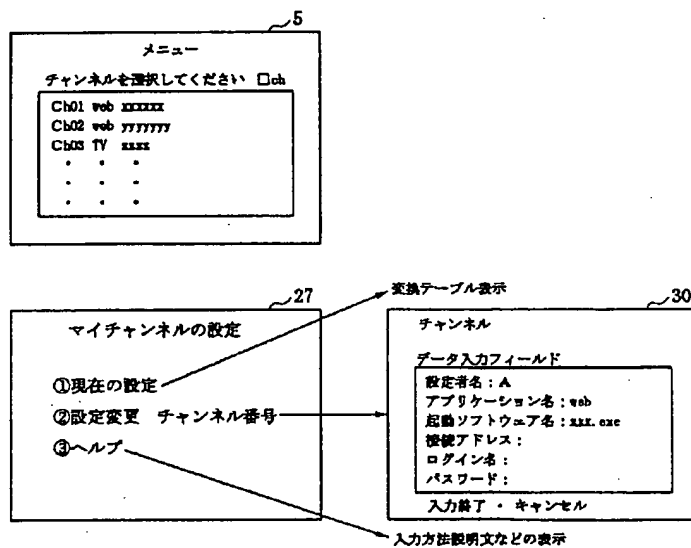 5
メニュー
チャンネルを選択してください □ch
Ch01 web xxxxxx
Ch02 web yyyyyyy
Ch03 TV xxxx
27
マイチャンネルの設定
①現在の設定
②設定変更 チャンネル番号
③ヘルプ
変換テーブル表示
30
チャンネル
データ入力フィールド
設定者名：A
アプリケーション名：web
起動ソフトウェア名：xxx.exe
接続アドレス：
ログイン名：
パスワード：
入力終了 ・ キャンセル
入力方法説明文などの表示